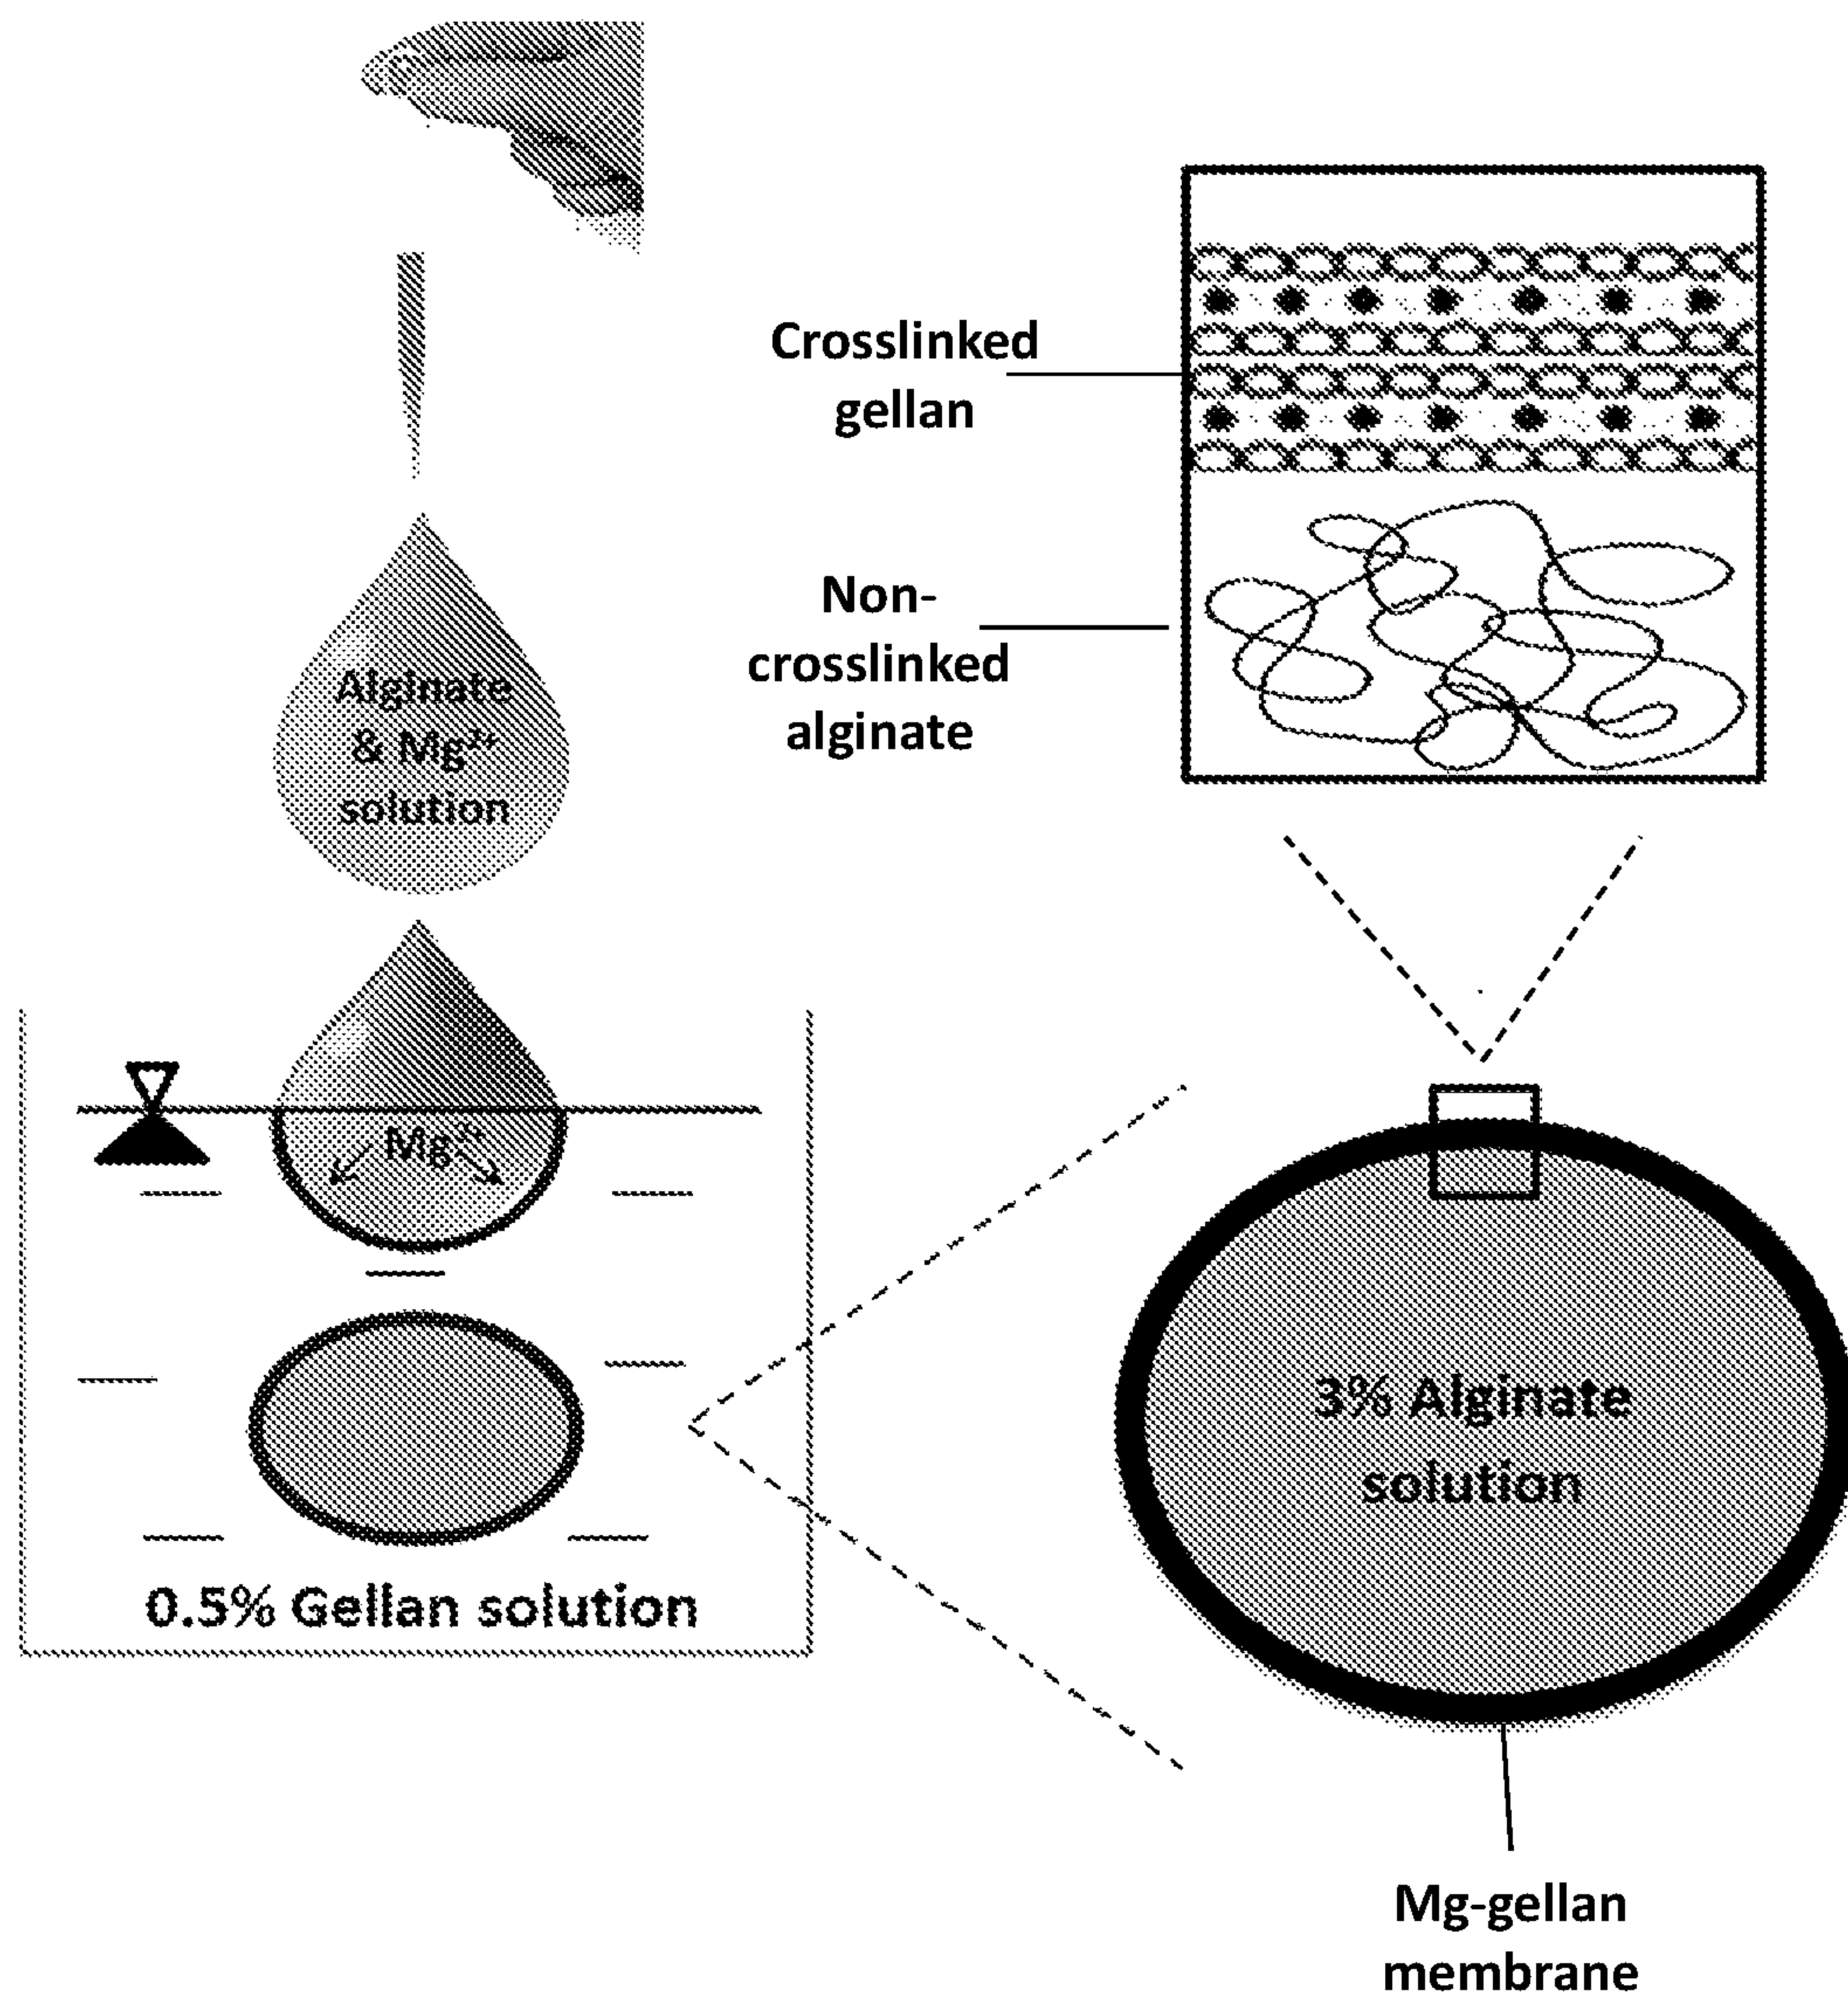 Crosslinked
gellan
Non-
crosslinked
alginate
Alginate
& Mg²⁺
solution
Mg²⁺
0.5% Gellan solution
3% Alginate
solution
Mg-gellan
membrane